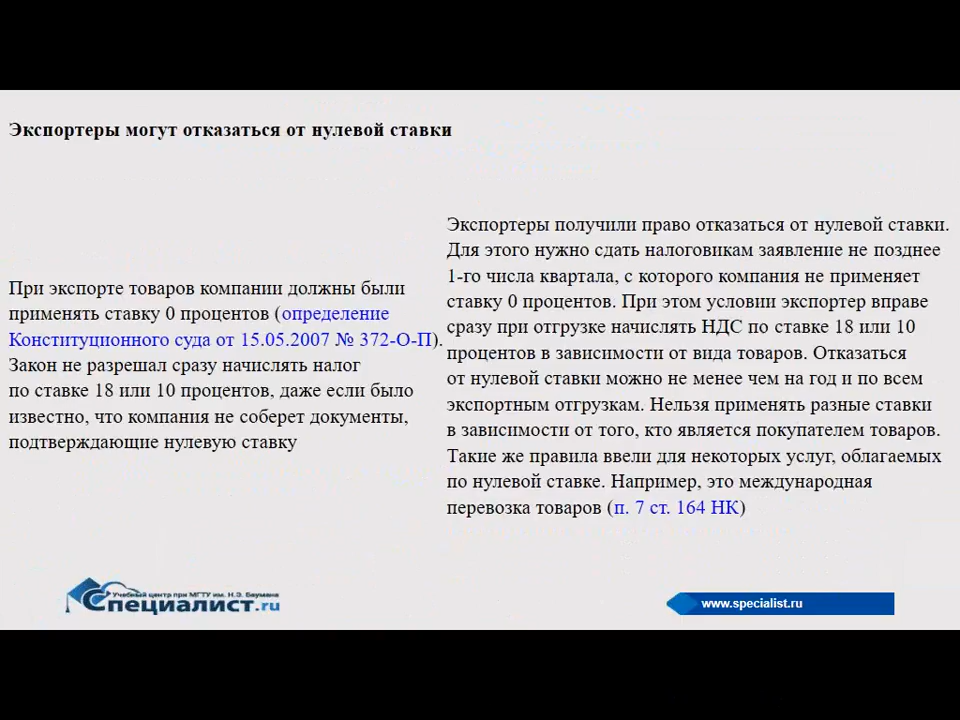 Экспортеры могут отказаться от нулевой ставки
При экспорте товаров компании должны были
применять ставку 0 процентов (определение
Конституционного суда от 15.05.2007 № 372-О-П).
Закон не разрешал сразу начислять налог
по ставке 18 или 10 процентов, даже если было
известно, что компания не соберет документы,
подтверждающие нулевую ставку
Экспортеры получили право отказаться от нулевой ставки.
Для этого нужно сдать налоговикам заявление не позднее
1-го числа квартала, с которого компания не применяет
ставку 0 процентов. При этом условии экспортер вправе
сразу при отгрузке начислять НДС по ставке 18 или 10
процентов в зависимости от вида товаров. Отказаться
от нулевой ставки можно не менее чем на год и по всем
экспортным отгрузкам. Нельзя применять разные ставки
в зависимости от того, кто является покупателем товаров.
Такие же правила ввели для некоторых услуг, облагаемых
по нулевой ставке. Например, это международная
перевозка товаров (п. 7 ст. 164 НК)
Учебный центр при МГТУ им. Н.Э. Баумана
Специалист.ru
www.specialist.ru